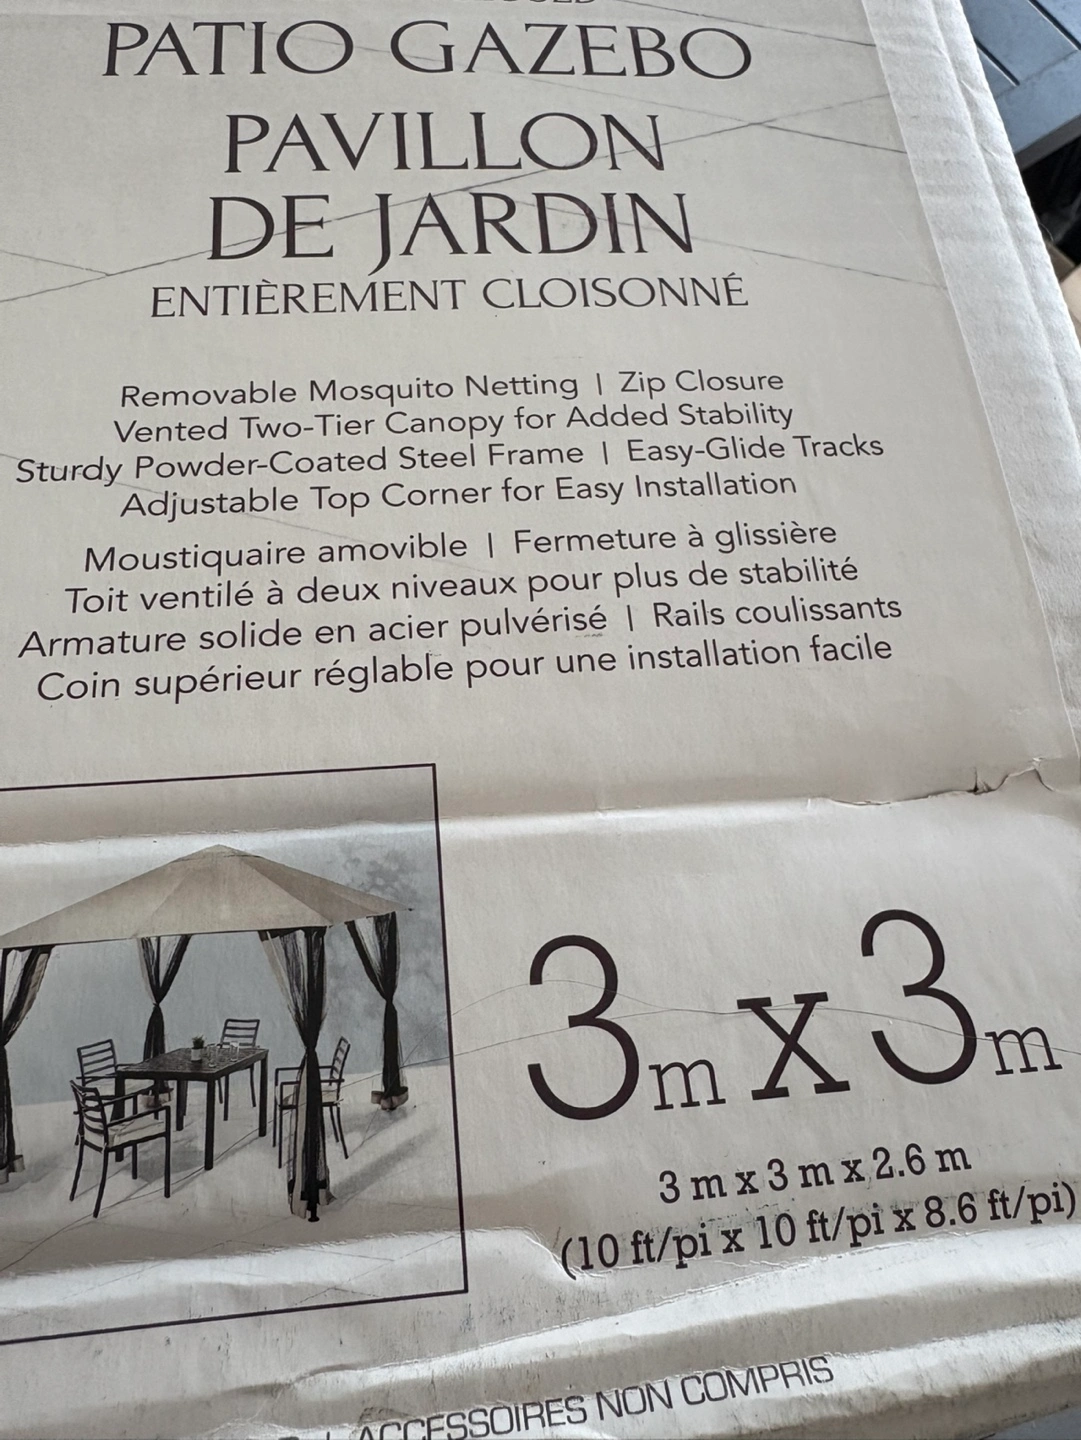 PATIO GAZEBO
PAVILLON
DE JARDIN
ENTIÈREMENT CLOISONNÉ
Removable Mosquito Netting | Zip Closure
Vented Two-Tier Canopy for Added Stability
Sturdy Powder-Coated Steel Frame | Easy-Glide Tracks
Adjustable Top Corner for Easy Installation
Moustiquaire amovible | Fermeture à glissière
Toit ventilé à deux niveaux pour plus de stabilité
Armature solide en acier pulvérisé | Rails coulissants
Coin supérieur réglable pour une installation facile
3m x 3m
3 m x 3 m x 2.6 m
(10 ft/pi x 10 ft/pi x 8.6 ft/pi)
| ACCESSOIRES NON COMPRIS